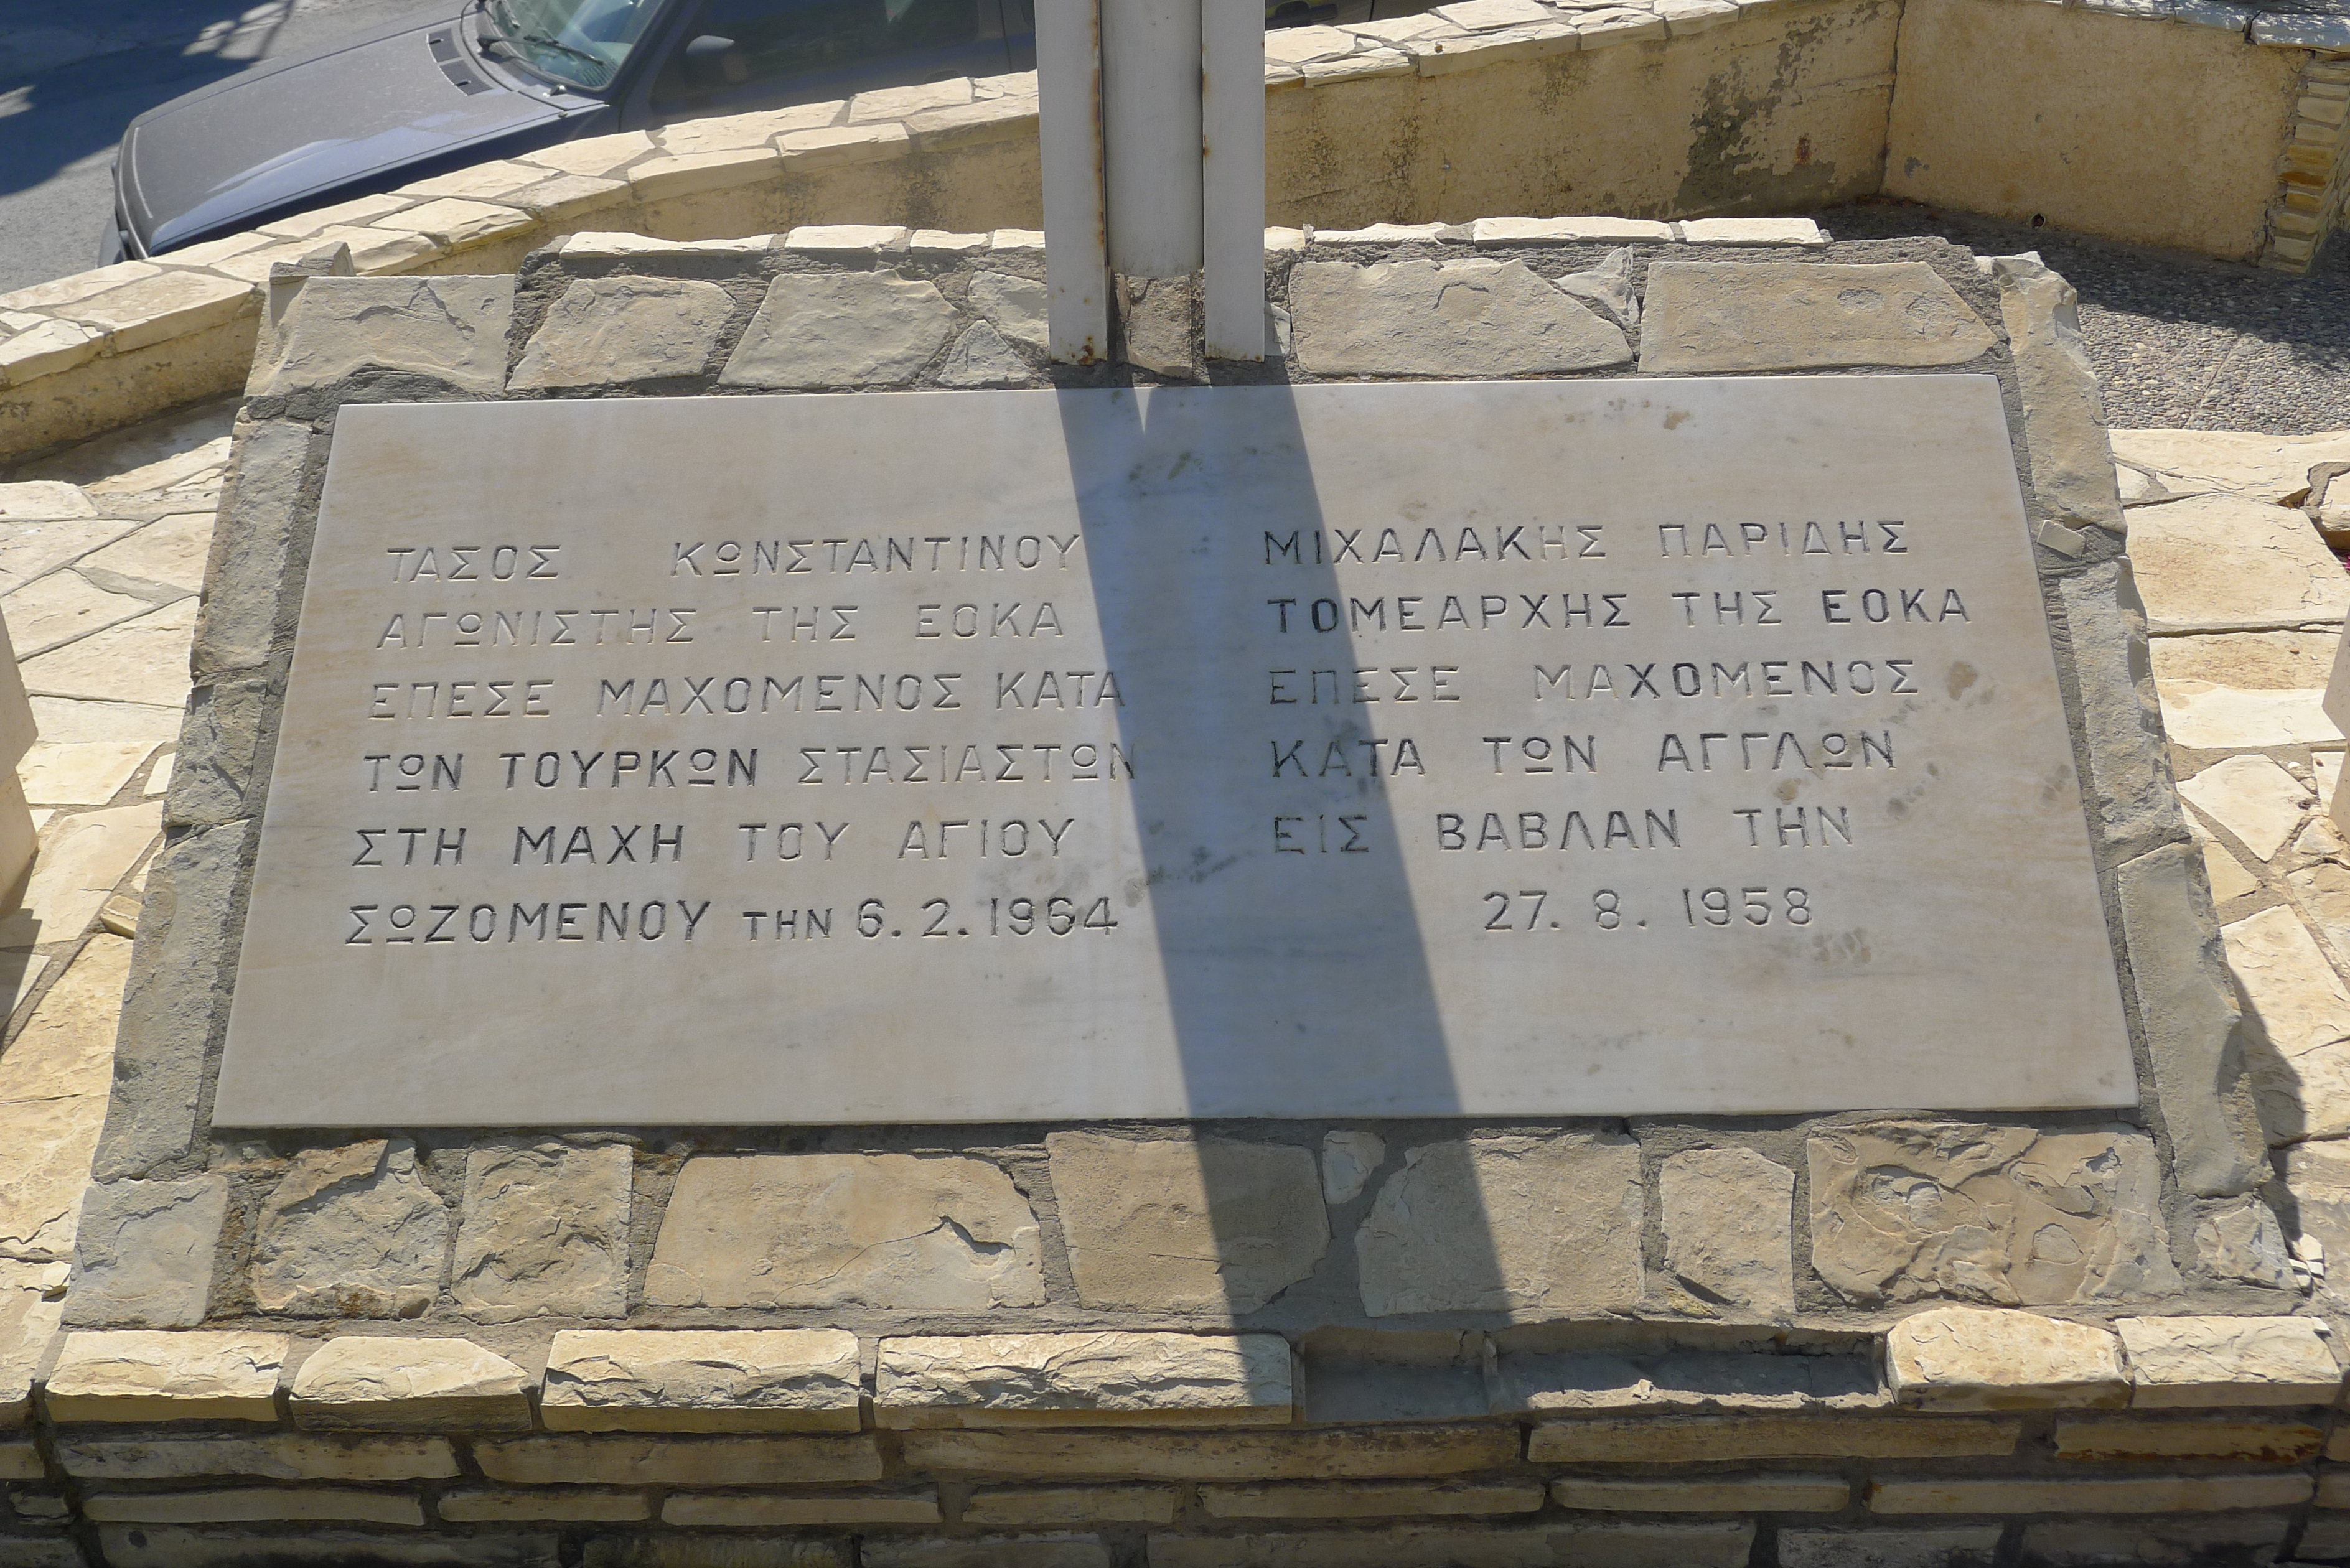 ΤΑΣΟΣ ΚΩΝΣΤΑΝΤΙΝΟΥ
ΑΓΩΝΙΣΤΗΣ ΤΗΣ ΕΟΚΑ
ΕΠΕΣΕ ΜΑΧΟΜΕΝΟΣ ΚΑΤΑ
ΤΩΝ ΤΟΥΡΚΩΝ ΣΤΑΣΙΑΣΤΩΝ
ΣΤΗ ΜΑΧΗ ΤΟΥ ΑΓΙΟΥ
ΣΩΖΟΜΕΝΟΥ ΤΗΝ 6.2.1964
ΜΙΧΑΛΑΚΗΣ ΠΑΡΙΔΗΣ
ΤΟΜΕΑΡΧΗΣ ΤΗΣ ΕΟΚΑ
ΕΠΕΣΕ ΜΑΧΟΜΕΝΟΣ
ΚΑΤΑ ΤΩΝ ΑΓΓΛΩΝ
ΕΙΣ ΒΑΒΛΑΝ ΤΗΝ
27. 8. 1958